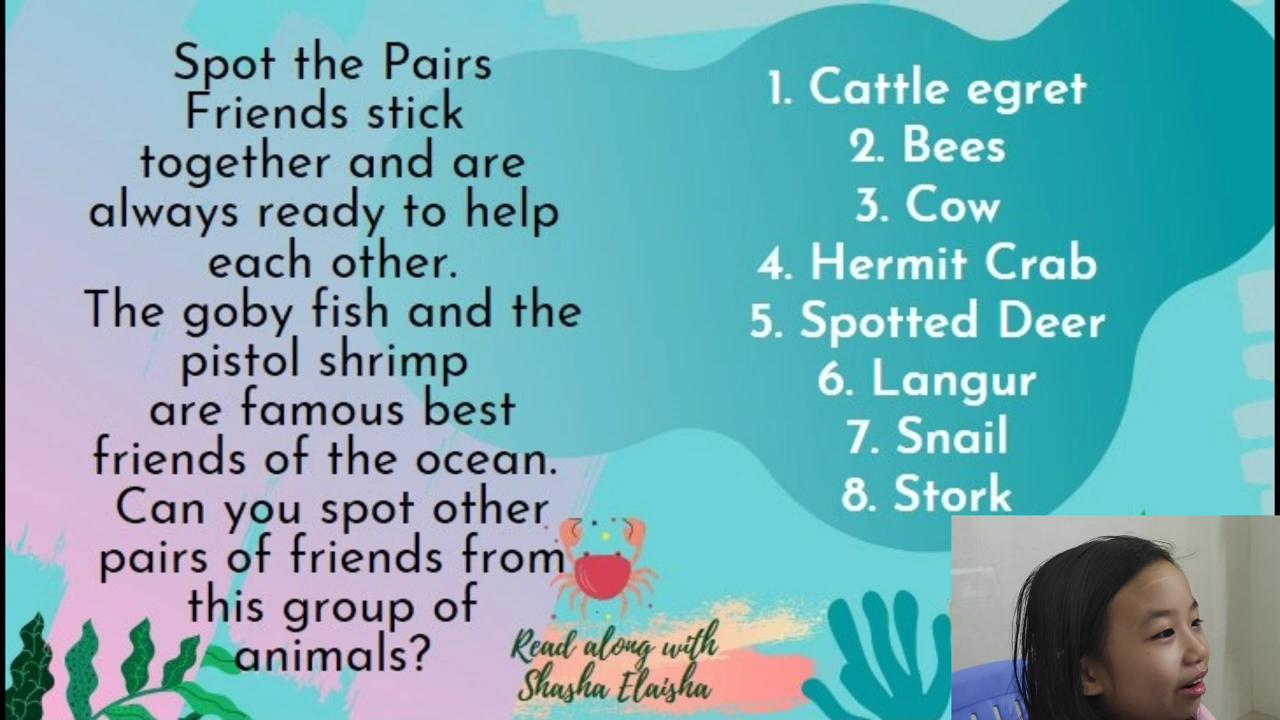 Spot the Pairs
Friends stick
together and are
always ready to help
each other.
The goby fish and the
pistol shrimp
are famous best
friends of the ocean.
Can you spot other
pairs of friends from
this group of
animals?
1. Cattle egret
2. Bees
3. Cow
4. Hermit Crab
5. Spotted Deer
6. Langur
7. Snail
8. Stork
Read along with
Shasha Elaisha